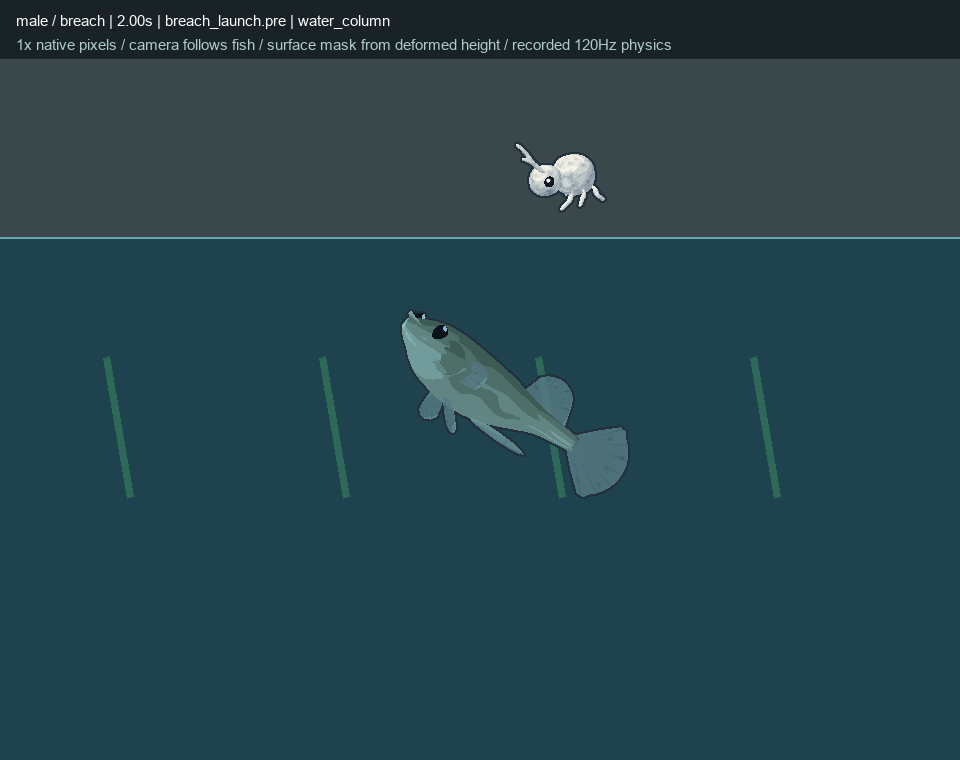 male / breach | 2.00s | breach_launch.pre | water_column
1x native pixels / camera follows fish / surface mask from deformed height / recorded 120Hz physics